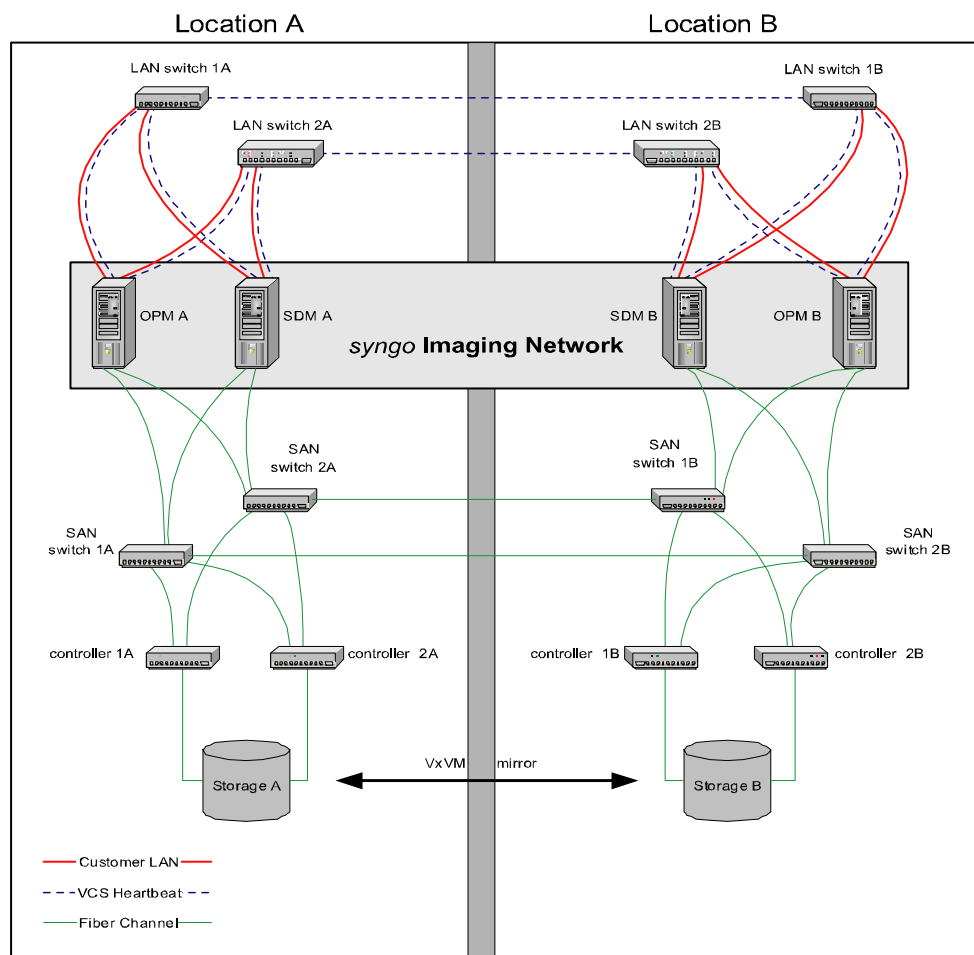 Location A
Location B
LAN switch 1A
LAN switch 1B
LAN switch 2A
LAN switch 2B
OPM A
SDM A
SDM B
OPM B
syngo Imaging Network
SAN
switch 2A
SAN
switch 1B
SAN
switch 1A
SAN
switch 2B
controller 1A
controller 2A
controller 1B
controller 2B
VxVM mirror
Storage A
Storage B
Customer LAN
VCS Heartbeat
Fiber Channel